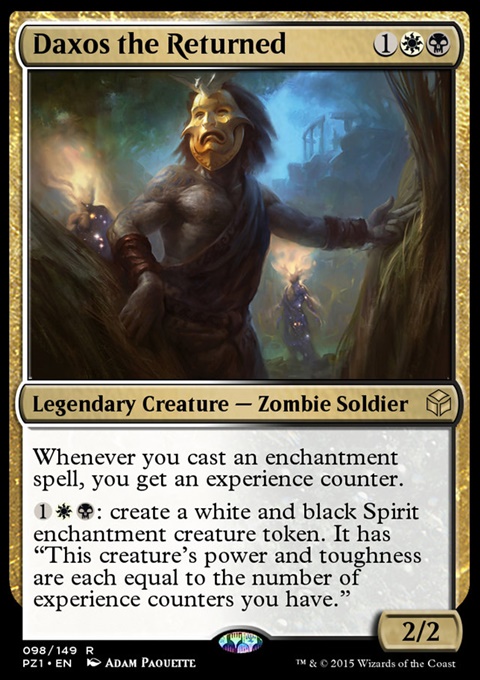 Daxos the Returned 1
Legendary Creature — Zombie Soldier
Whenever you cast an enchantment
spell, you get an experience counter.
1 : create a white and black Spirit
enchantment creature token. It has
“This creature’s power and toughness
are each equal to the number of
experience counters you have.”
2/2
098/149 R
PZ1 • EN Adam Paquette
™ & © 2015 Wizards of the Coast